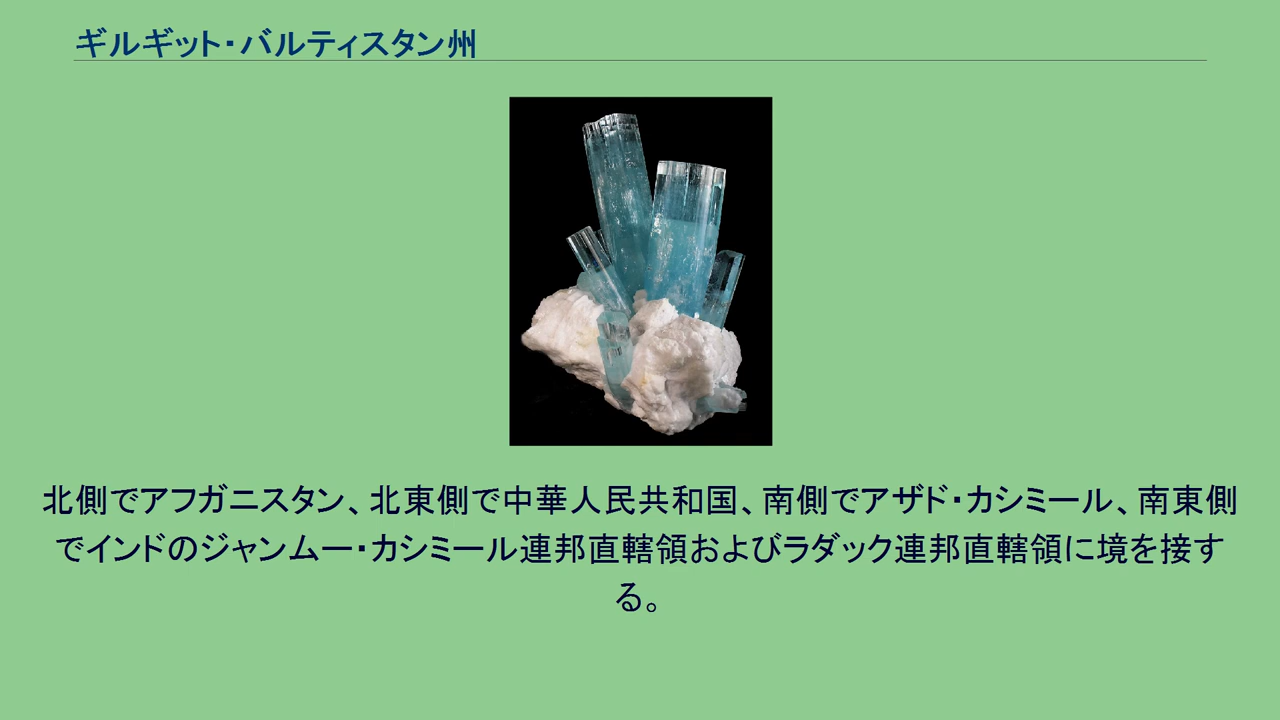 ギルギット・バルティスタン州
北側でアフガニスタン、北東側で中華人民共和国、南側でアザド・カシミール、南東側
でインドのジャンムー・カシミール連邦直轄領およびラダック連邦直轄領に境を接す
る。